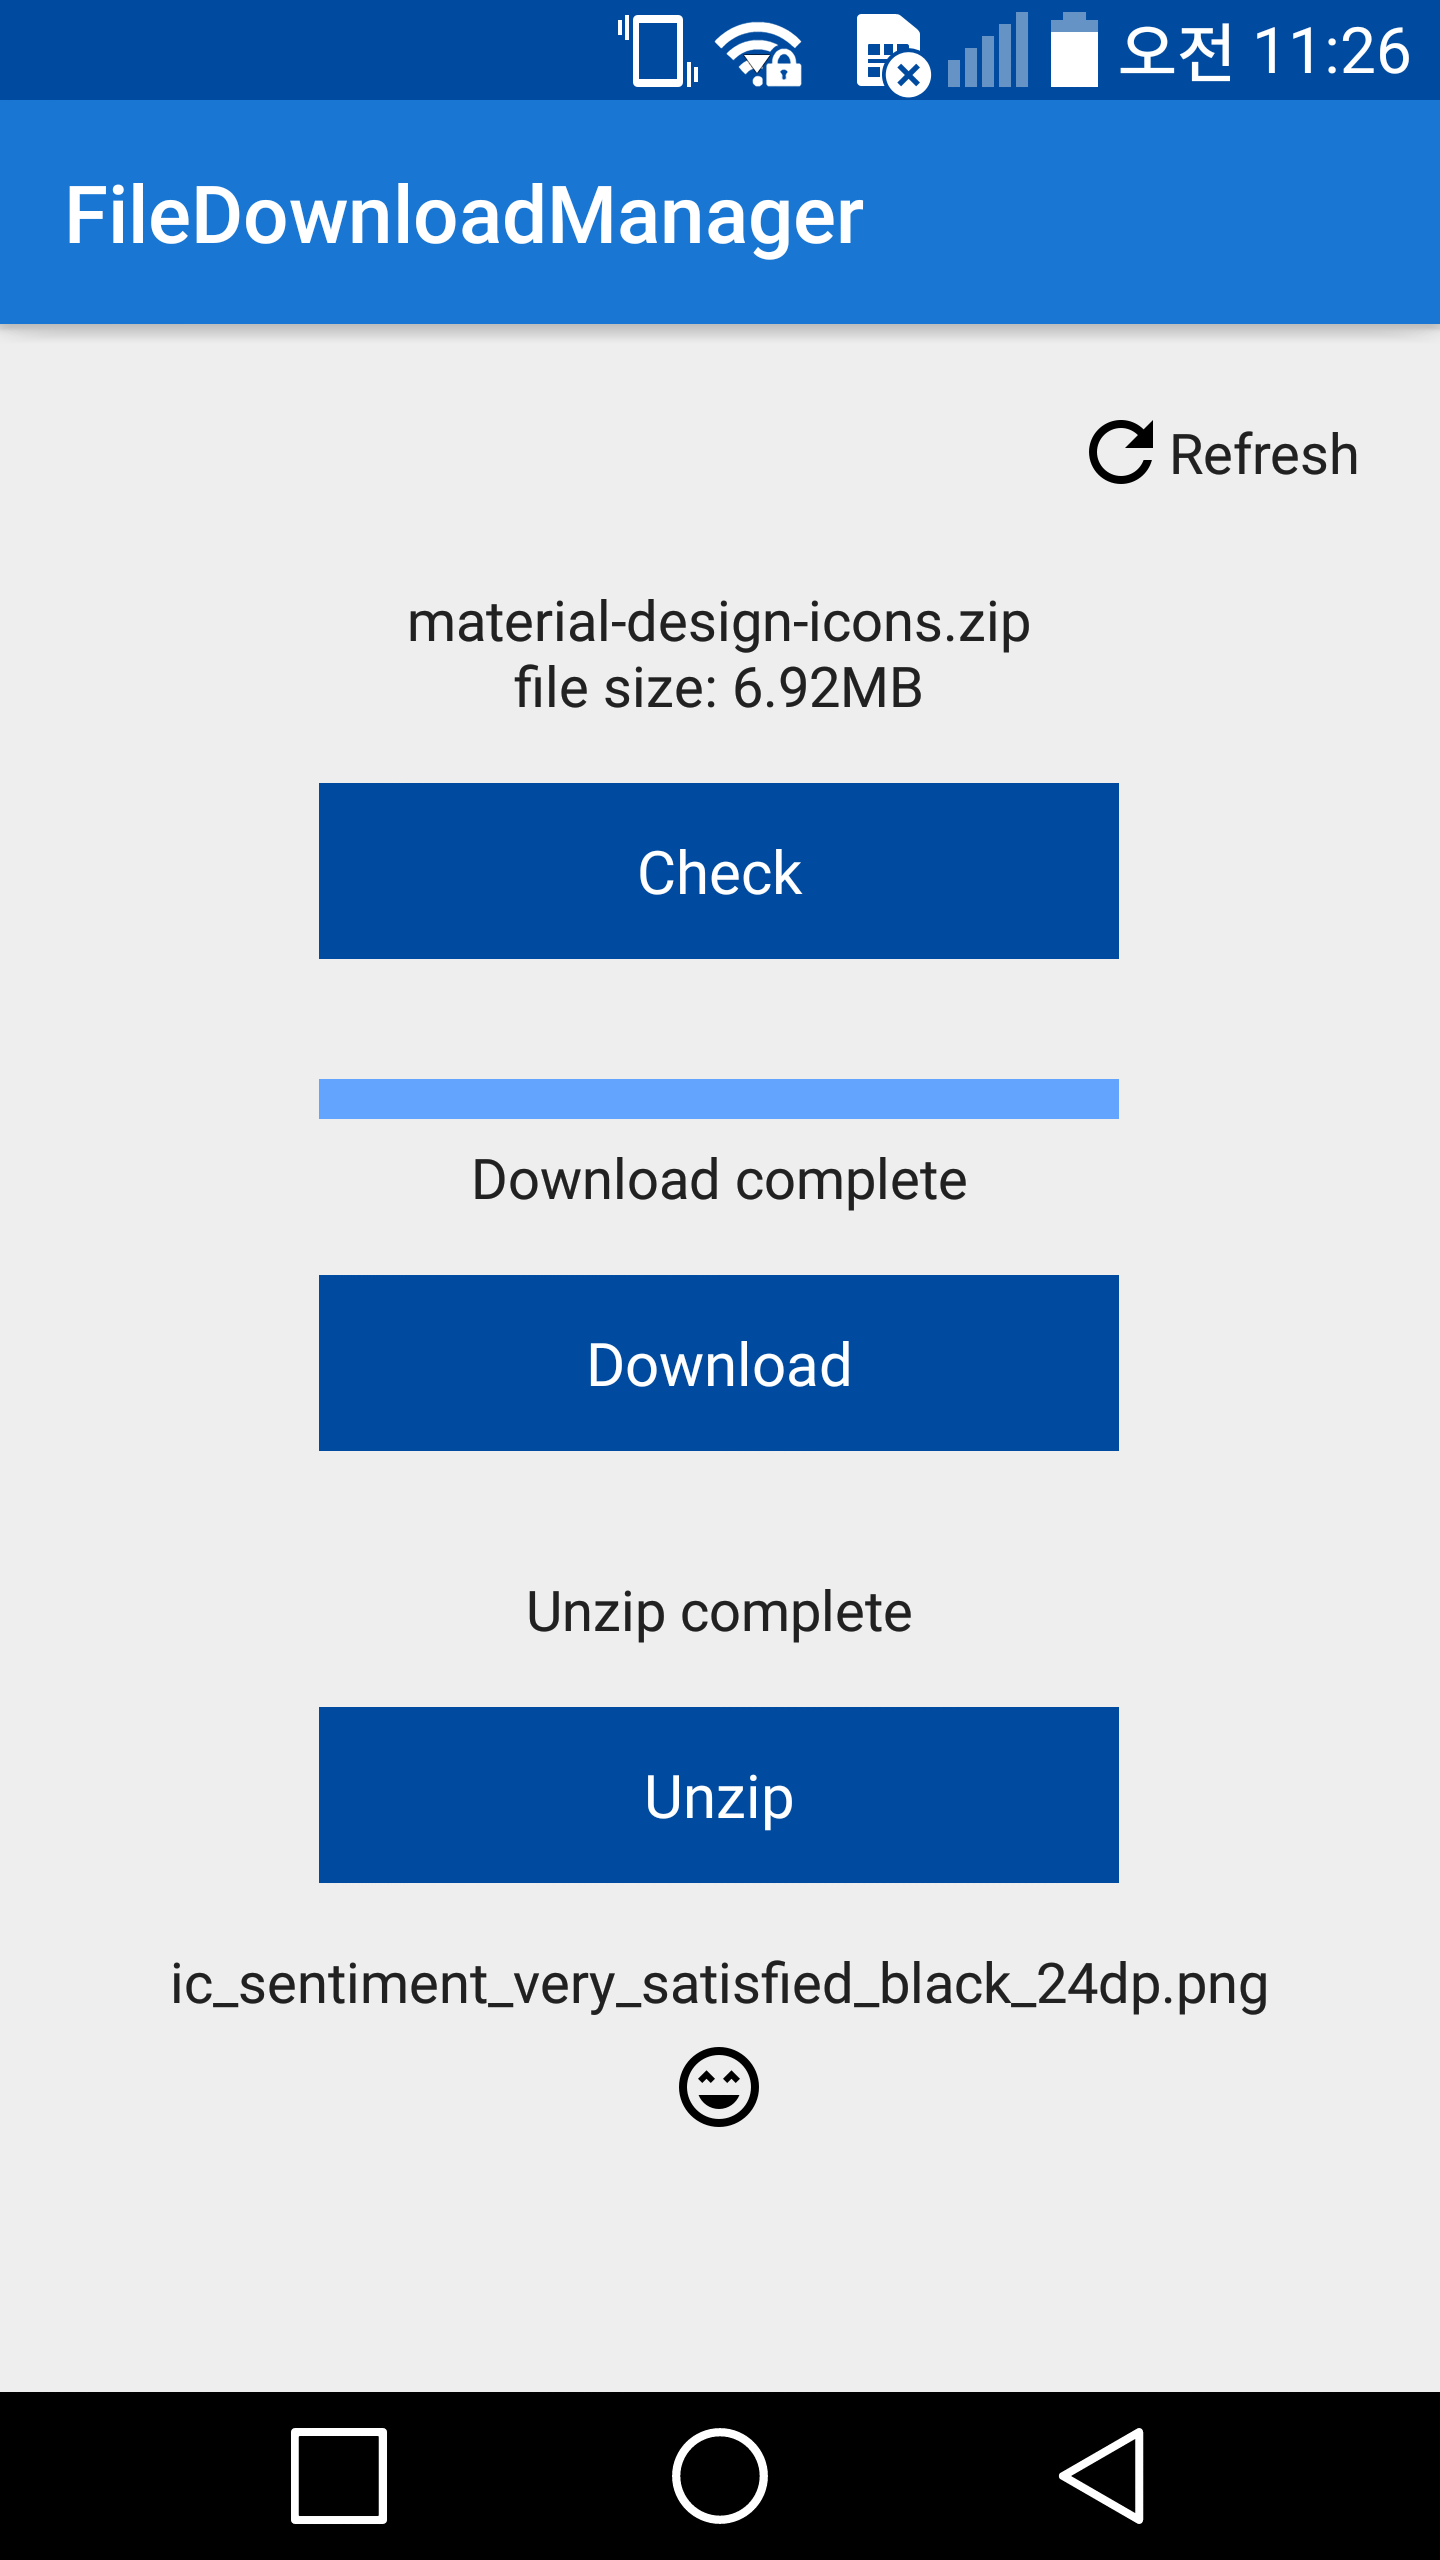 오전 11:26
FileDownloadManager
Refresh
material-design-icons.zip
file size: 6.92MB
Check
Download complete
Download
Unzip complete
Unzip
ic_sentiment_very_satisfied_black_24dp.png